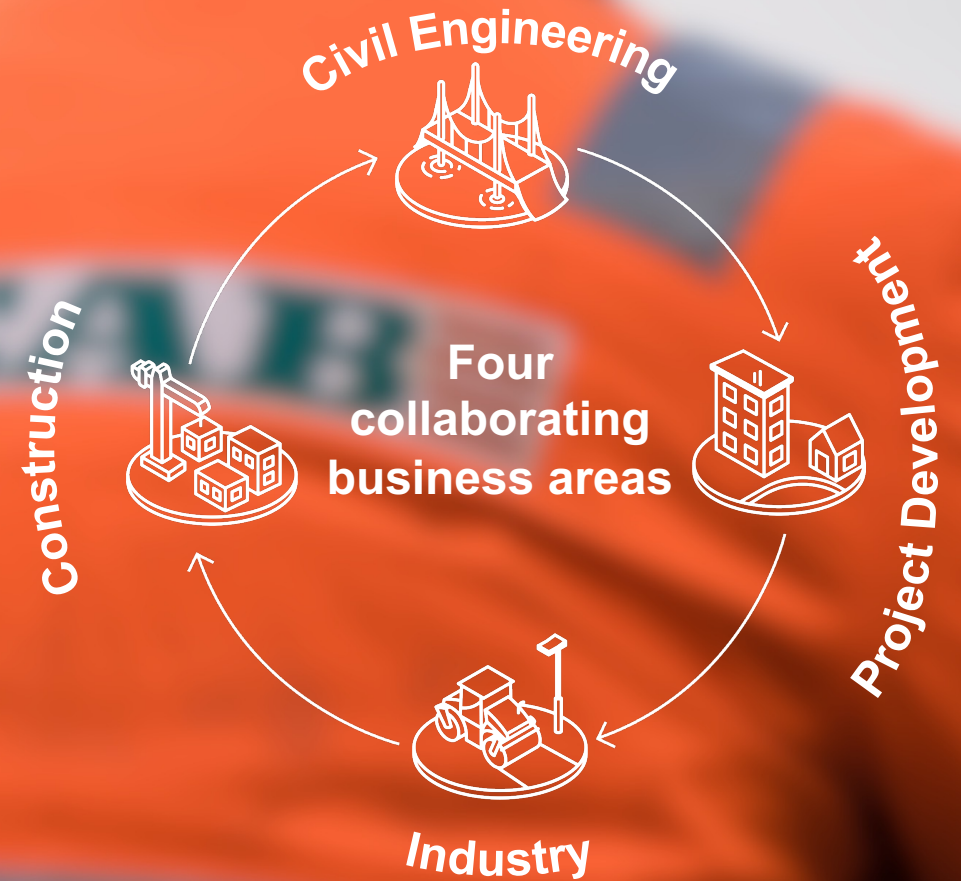 Civil Engineering
Project Development
Construction
Four
collaborating
business areas
Industry